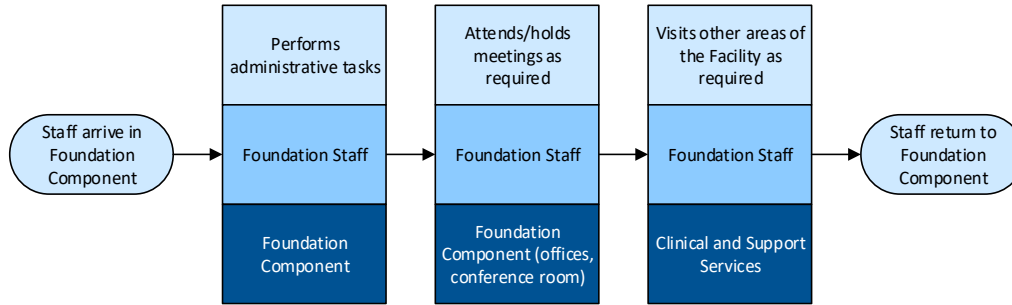 Staff arrive in
Foundation
Component
Performs
administrative tasks
Foundation Staff
Foundation
Component
Attends/holds
meetings as
required
Foundation Staff
Foundation
Component (offices,
conference room)
Visits other areas of
the Facility as
required
Foundation Staff
Clinical and Support
Services
Staff return to
Foundation
Component